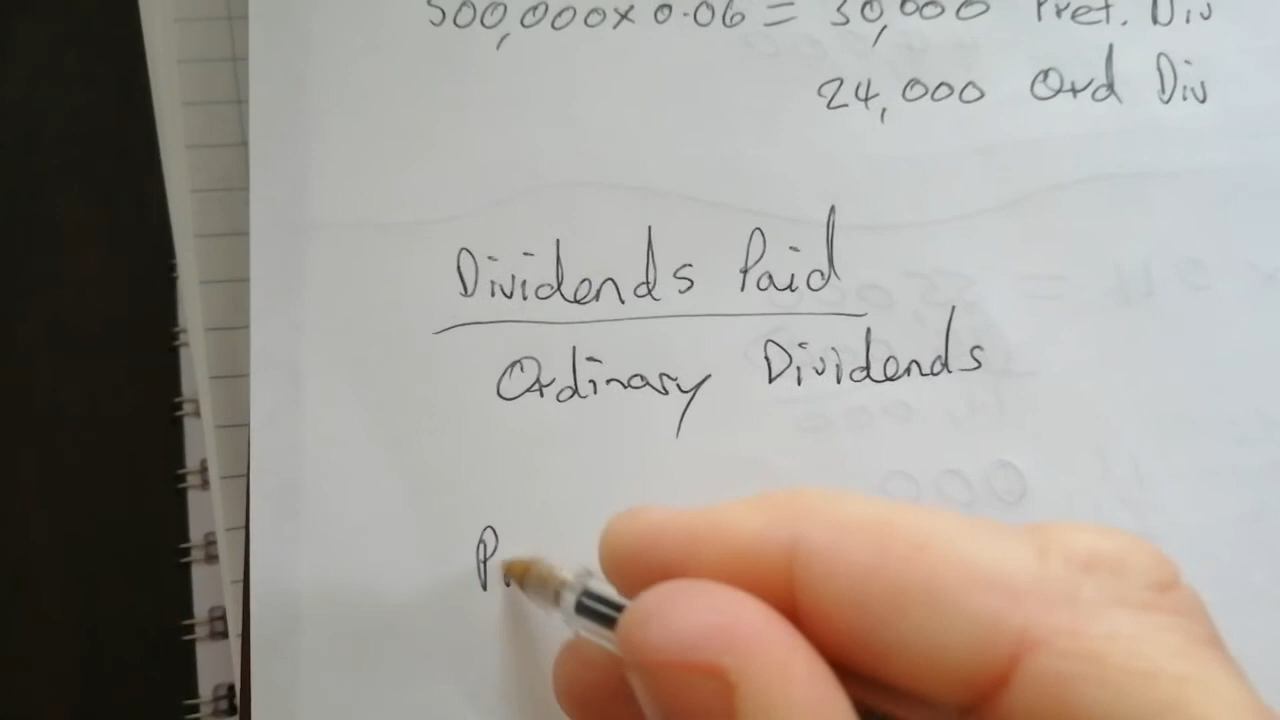 500,000 x 0.06 = 30,000 Pref. Div
24,000 Ord Div
Dividends Paid
Ordinary Dividends
P